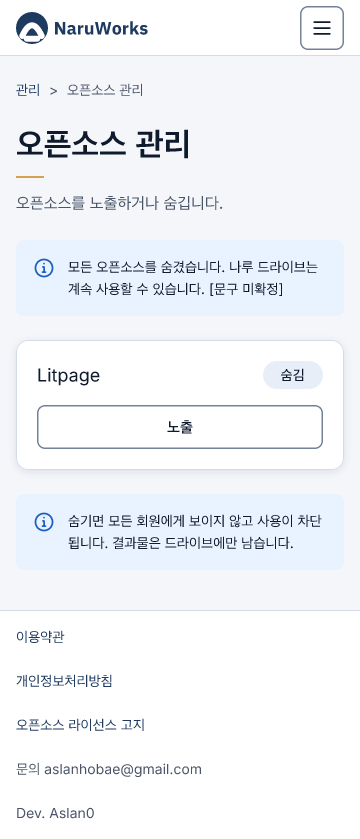 NaruWorks
관리 > 오픈소스 관리
오픈소스 관리
오픈소스를 노출하거나 숨깁니다.
모든 오픈소스를 숨겼습니다. 나루 드라이브는
계속 사용할 수 있습니다. [문구 미확정]
Litpage 숨김
노출
숨기면 모든 회원에게 보이지 않고 사용이 차단
됩니다. 결과물은 드라이브에만 남습니다.
이용약관
개인정보처리방침
오픈소스 라이선스 고지
문의 aslanhobae@gmail.com
Dev. Aslan0